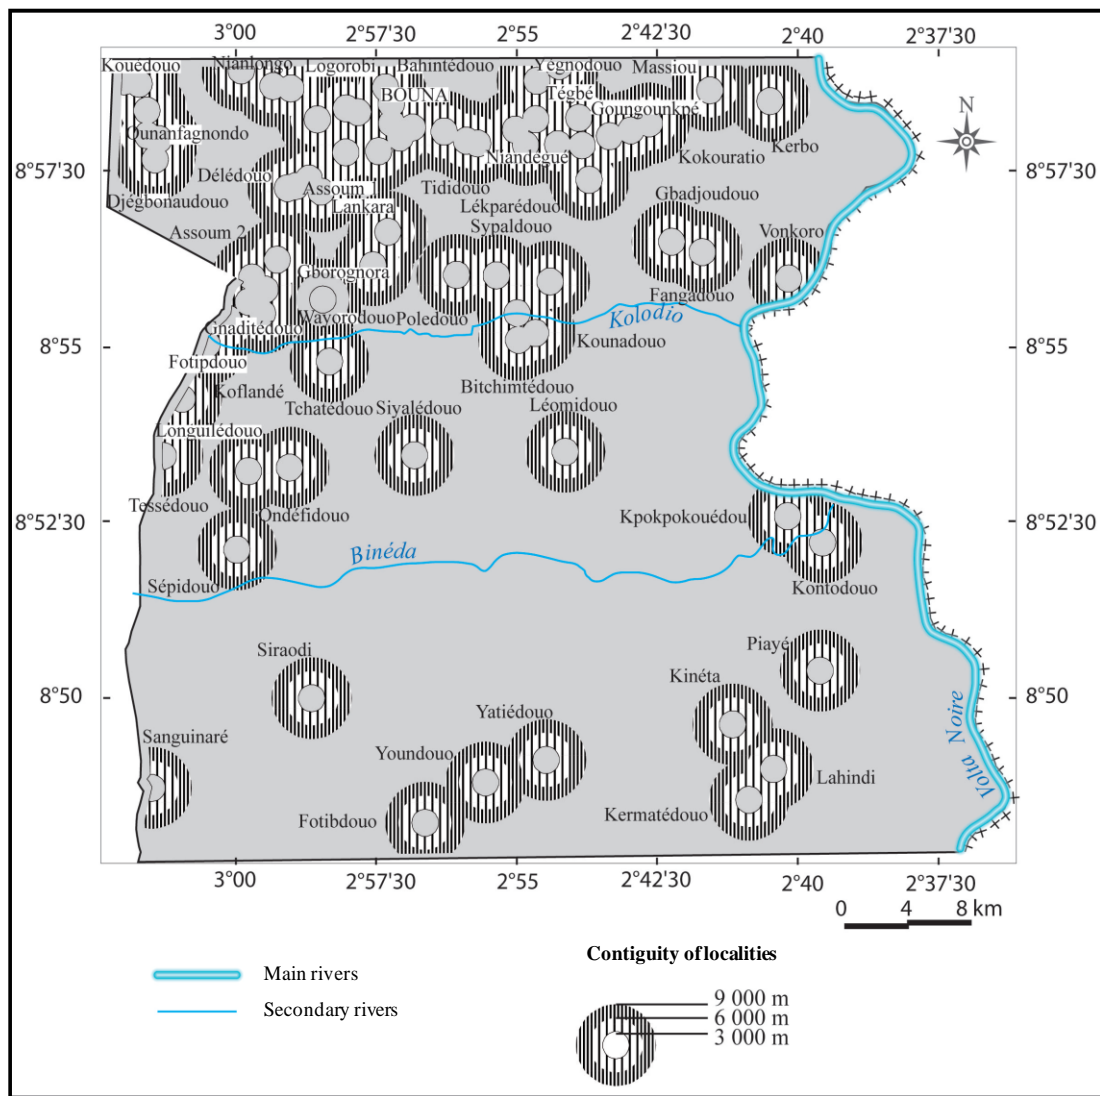 3°00 2°57'30 2°55 2°42'30 2°40 2°37'30
Kouédouo Nianlongo Logorobi Bahintédouo Yègnodouo Massiou
BOUNA Tégbé
Goungounkpé
N
Ounanfagnondo
Niandégué Kokouratio Kerbo
8°57'30 8°57'30
Délédouo
Assoum 1 Tididouo Gbadjoudouo
Djégbonaudouo Lankara Lékparédouo
Assoum 2 Sypaldouo Vonkoro
Gborognora
Fangadouo
Wayorodouo Poledouo Kolodio
Gnaditédouo
8°55 Kounadouo 8°55
Fotipdouo
Koflandé Bitchimtédouo
Tchatédouo Siyalédouo Léomidouo
Longuilédouo
Tessédouo
Ondéfidouo Kpokpokouédou
8°52'30 8°52'30
Binéda
Sépidouo Kontodouo
Siraodi Piayé
Kinéta
8°50 8°50
Yatiédouo
Sanguinaré Volta Noire
Youndouo
Lahindi
Fotibdouo Kermatédouo
3°00 2°57'30 2°55 2°42'30 2°40 2°37'30
0 4 8 km
Contiguity of localities
Main rivers
9 000 m
Secondary rivers
6 000 m
3 000 m